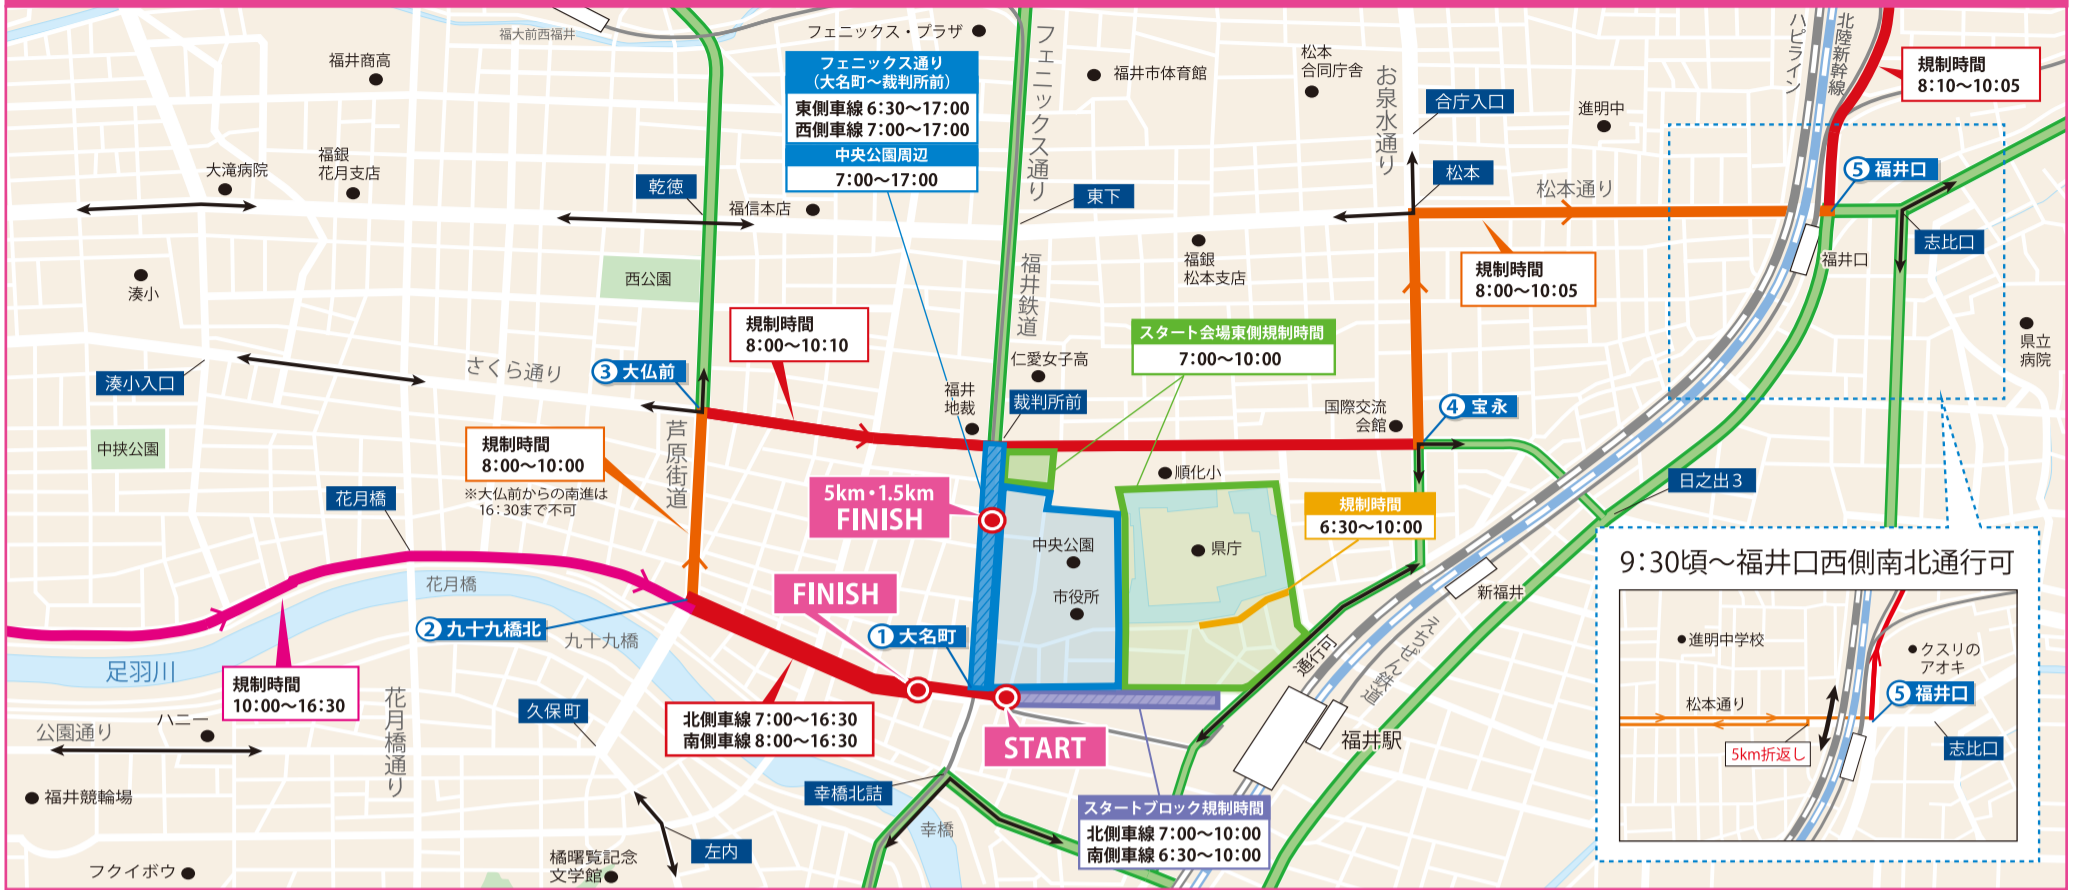 福大前西福井
フェニックス・プラザ
フェニックス通り
福井商高
フェニックス通り
（大名町〜裁判所前）
東側車線 6:30〜17:00
西側車線 7:00〜17:00
中央公園周辺
7:00〜17:00
福井市体育館
松本
合同庁舎
お泉水通り
合庁入口
進明中
ハピライン
北陸新幹線
規制時間
8:10〜10:05
大滝病院
福銀
花月支店
乾徳
福信本店
東下
松本
松本通り
⑤ 福井口
志比口
福井口
湊小
西公園
福井鉄道
福銀
松本支店
規制時間
8:00〜10:05
規制時間
8:00〜10:10
スタート会場東側規制時間
7:00〜10:00
県立
病院
湊小入口
さくら通り
③ 大仏前
仁愛女子高
福井
地裁
裁判所前
国際交流
会館
④ 宝永
中挟公園
規制時間
8:00〜10:00
※大仏前からの南進は
16:30まで不可
芦原街道
順化小
日之出3
花月橋
5km・1.5km
FINISH
規制時間
6:30〜10:00
中央公園
県庁
市役所
花月橋
FINISH
新福井
② 九十九橋北
九十九橋
① 大名町
通行可
えちぜん鉄道
足羽川
規制時間
10:00〜16:30
花月橋通り
公園通り
ハニー
久保町
北側車線 7:00〜16:30
南側車線 8:00〜16:30
START
福井駅
福井競輪場
幸橋北詰
幸橋
スタートブロック規制時間
北側車線 7:00〜10:00
南側車線 6:30〜10:00
左内
橘曙覧記念
文学館
フクイボウ
9:30頃〜福井口西側南北通行可
進明中学校
クスリの
アオキ
⑤ 福井口
松本通り
5km折返し
志比口